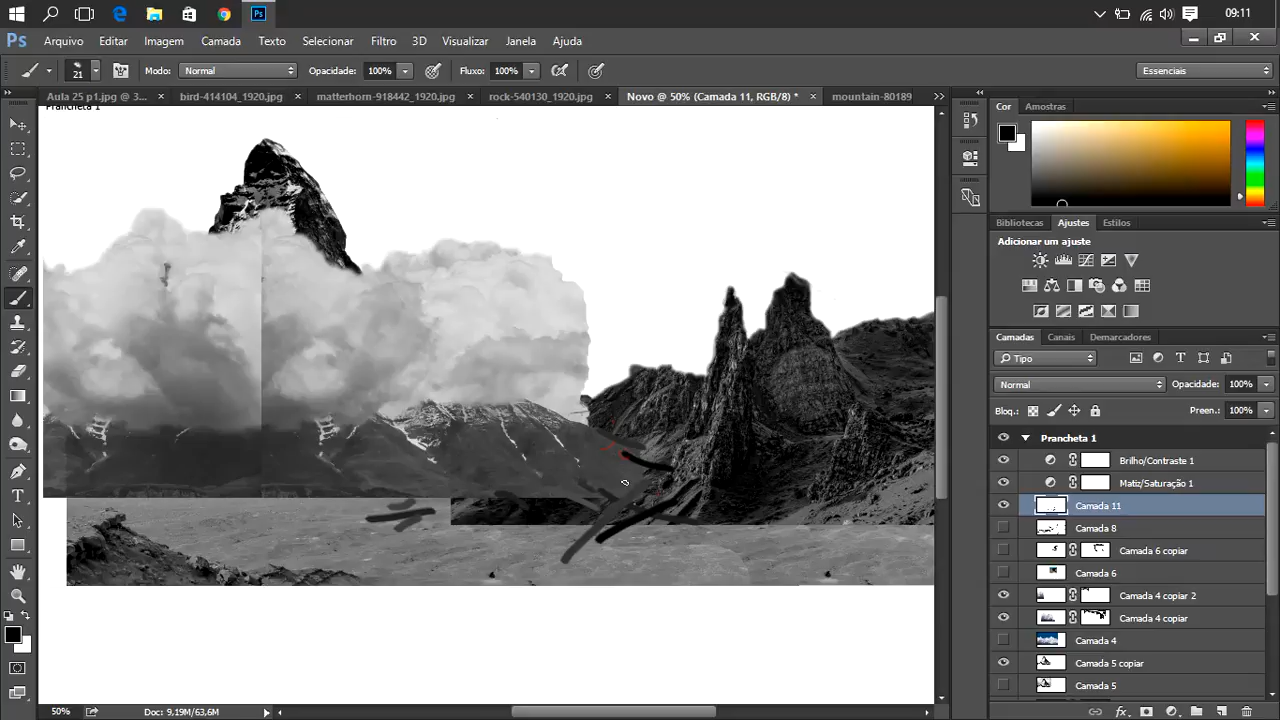 09:11
Ps Arquivo Editar Imagem Camada Texto Selecionar Filtro 3D Visualizar Janela Ajuda
21 Modo: Normal Opacidade: 100% Fluxo: 100% Essenciais
Aula 25 p1.jpg @ 3... × bird-414104_1920.jpg × matterhorn-918442_1920.jpg × rock-540130_1920.jpg × Novo @ 50% (Camada 11, RGB/8) * × mountain-80189
Prancheta 1
Cor Amostras
Bibliotecas Ajustes Estilos
Adicionar um ajuste
Camadas Canais Demarcadores
Tipo
Normal Opacidade: 100%
Bloq.: Preen.: 100%
Prancheta 1
Brilho/Contraste 1
Matiz/Saturação 1
Camada 11
Camada 8
Camada 6 copiar
Camada 6
Camada 4 copiar 2
Camada 4 copiar
Camada 4
Camada 5 copiar
Camada 5
50% Doc: 9,19M/63,6M